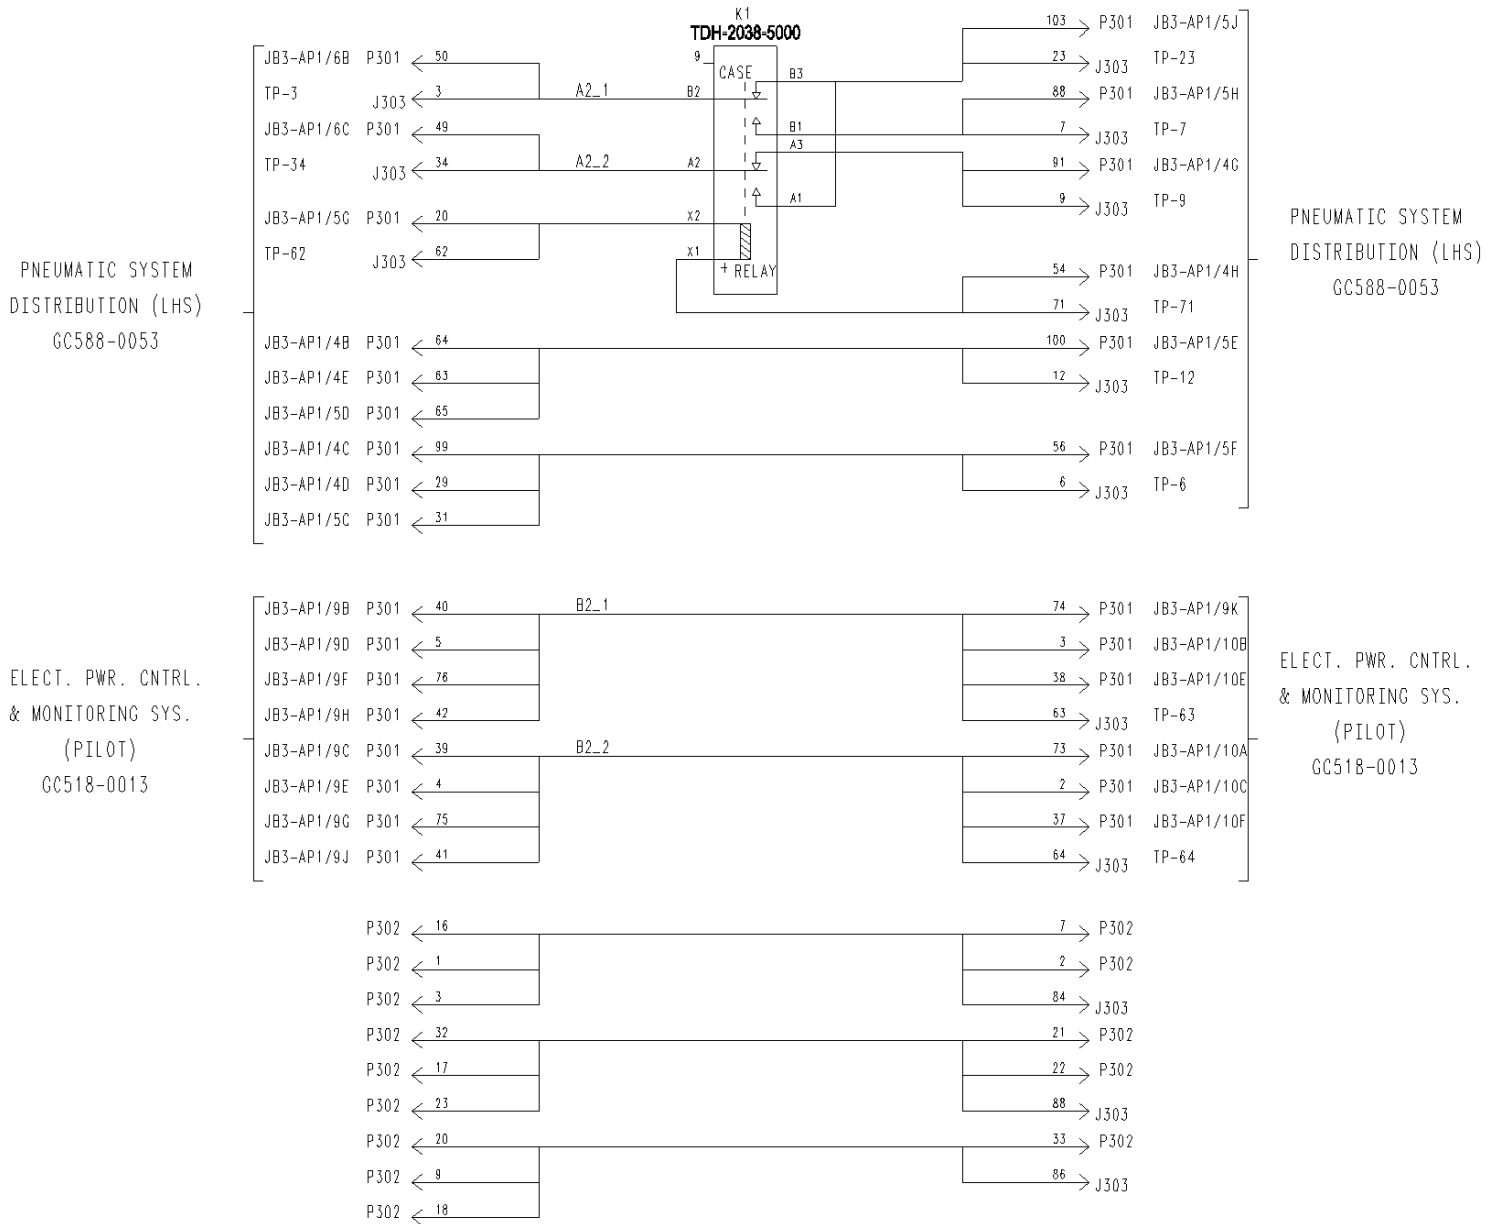 K1
TDH-2038-5000
103 P301 JB3-AP1/5J
JB3-AP1/6B P301 50 9 CASE B3 23 J303 TP-23
TP-3 J303 3 A2_1 B2 88 P301 JB3-AP1/5H
JB3-AP1/6C P301 49 B1 7 J303 TP-7
A3
TP-34 J303 34 A2_2 A2 91 P301 JB3-AP1/4G
A1 9 J303 TP-9
JB3-AP1/5G P301 20 X2
TP-62 J303 62 X1
+ RELAY 54 P301 JB3-AP1/4H
71 J303 TP-71
PNEUMATIC SYSTEM
DISTRIBUTION (LHS)
GC588-0053
PNEUMATIC SYSTEM
DISTRIBUTION (LHS)
GC588-0053
JB3-AP1/4B P301 64 100 P301 JB3-AP1/5E
JB3-AP1/4E P301 63 12 J303 TP-12
JB3-AP1/5D P301 65
JB3-AP1/4C P301 99 56 P301 JB3-AP1/5F
JB3-AP1/4D P301 29 6 J303 TP-6
JB3-AP1/5C P301 31
JB3-AP1/9B P301 40 B2_1 74 P301 JB3-AP1/9K
JB3-AP1/9D P301 5 3 P301 JB3-AP1/10B
JB3-AP1/9F P301 76 38 P301 JB3-AP1/10E
JB3-AP1/9H P301 42 63 J303 TP-63
JB3-AP1/9C P301 39 B2_2 73 P301 JB3-AP1/10A
JB3-AP1/9E P301 4 2 P301 JB3-AP1/10C
JB3-AP1/9G P301 75 37 P301 JB3-AP1/10F
JB3-AP1/9J P301 41 64 J303 TP-64
ELECT. PWR. CNTRL.
& MONITORING SYS.
(PILOT)
GC518-0013
ELECT. PWR. CNTRL.
& MONITORING SYS.
(PILOT)
GC518-0013
P302 16 7 P302
P302 1 2 P302
P302 3 84 J303
P302 32 21 P302
P302 17 22 P302
P302 23 88 J303
P302 20 33 P302
P302 9 86 J303
P302 18